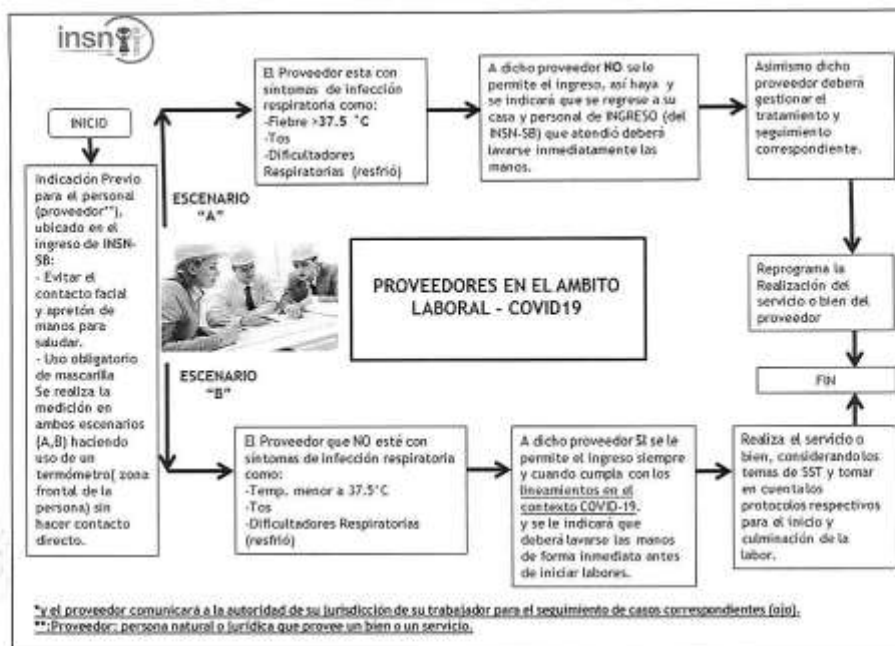 insn
INICIO
Indicación Previo
para el personal
(proveedor**),
ubicado en el
ingreso de INSN-
SB:
- Evitar el
contacto facial
y apretón de
manos para
saludar.
- Uso obligatorio
de mascarilla
Se realiza la
medición en
ambos escenarios
(A,B) haciendo
uso de un
termómetro( zona
frontal de la
persona) sin
hacer contacto
directo.
ESCENARIO
"A"
El Proveedor esta con
síntomas de infección
respiratoria como:
-Fiebre >37.5 °C
-Tos
-Dificultadores
Respiratorias (resfrió)
A dicho proveedor NO se le
permite el ingreso, así haya y
se indicará que se regrese a su
casa y personal de INGRESO (del
INSN-SB) que atendió deberá
lavarse inmediatamente las
manos.
Asimismo dicho
proveedor deberá
gestionar el
tratamiento y
seguimiento
correspondiente.
Reprograma la
Realización del
servicio o bien del
proveedor
FIN
PROVEEDORES EN EL AMBITO
LABORAL - COVID19
ESCENARIO
"B"
El Proveedor que NO esté con
síntomas de infección respiratoria
como:
-Temp. menor a 37.5°C
-Tos
-Dificultadores Respiratorias
(resfrió)
A dicho proveedor SI se le
permite el ingreso siempre
y cuando cumpla con los
lineamientos en el
contexto COVID-19.
y se le indicará que
deberá lavarse las manos
de forma inmediata antes
de iniciar labores.
Realiza el servicio o
bien, considerando los
temas de SST y tomar
en cuenta los
protocolos respectivos
para el inicio y
culminación de la
labor.
*y el proveedor comunicará a la autoridad de su jurisdicción de su trabajador para el seguimiento de casos correspondientes (ojo).
**:Proveedor: persona natural o jurídica que provee un bien o un servicio.